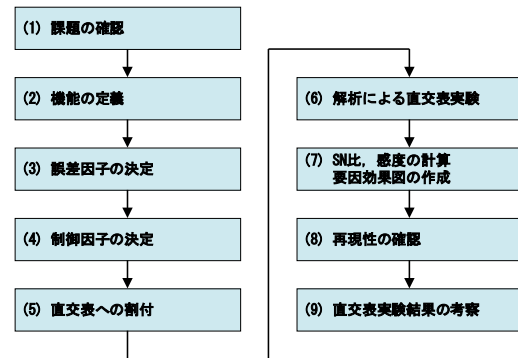 (1) 課題の確認
(2) 機能の定義
(3) 誤差因子の決定
(4) 制御因子の決定
(5) 直交表への割付
(6) 解析による直交表実験
(7) SN比, 感度の計算
要因効果図の作成
(8) 再現性の確認
(9) 直交表実験結果の考察